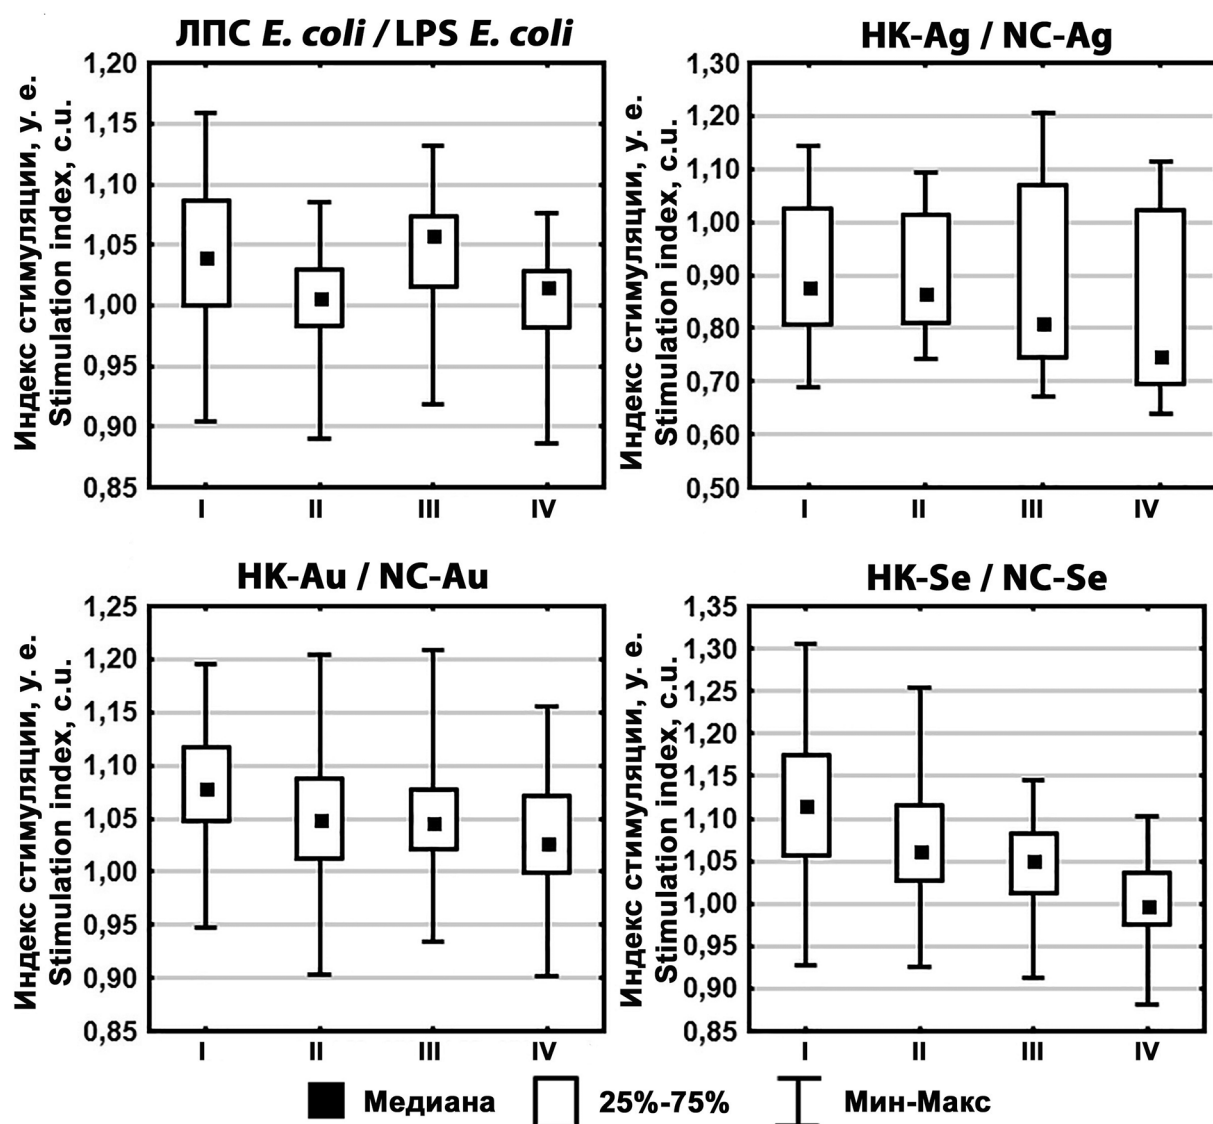 ЛПС E. coli / LPS E. coli
Индекс стимуляции, у. е.
Stimulation index, c.u.
1,20
1,15
1,10
1,05
1,00
0,95
0,90
0,85
I II III IV
НК-Ag / NC-Ag
Индекс стимуляции, у. е.
Stimulation index, c.u.
1,30
1,20
1,10
1,00
0,90
0,80
0,70
0,60
0,50
I II III IV
НК-Au / NC-Au
Индекс стимуляции, у. е.
Stimulation index, c.u.
1,25
1,20
1,15
1,10
1,05
1,00
0,95
0,90
0,85
I II III IV
НК-Se / NC-Se
Индекс стимуляции, у. е.
Stimulation index, c.u.
1,35
1,30
1,25
1,20
1,15
1,10
1,05
1,00
0,95
0,90
0,85
I II III IV
Медиана 25%-75% Мин-Макс